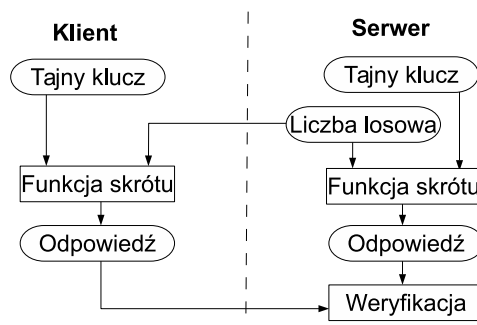 Klient
Serwer
Tajny klucz
Tajny klucz
Liczba losowa
Funkcja skrótu
Funkcja skrótu
Odpowiedź
Odpowiedź
Weryfikacja